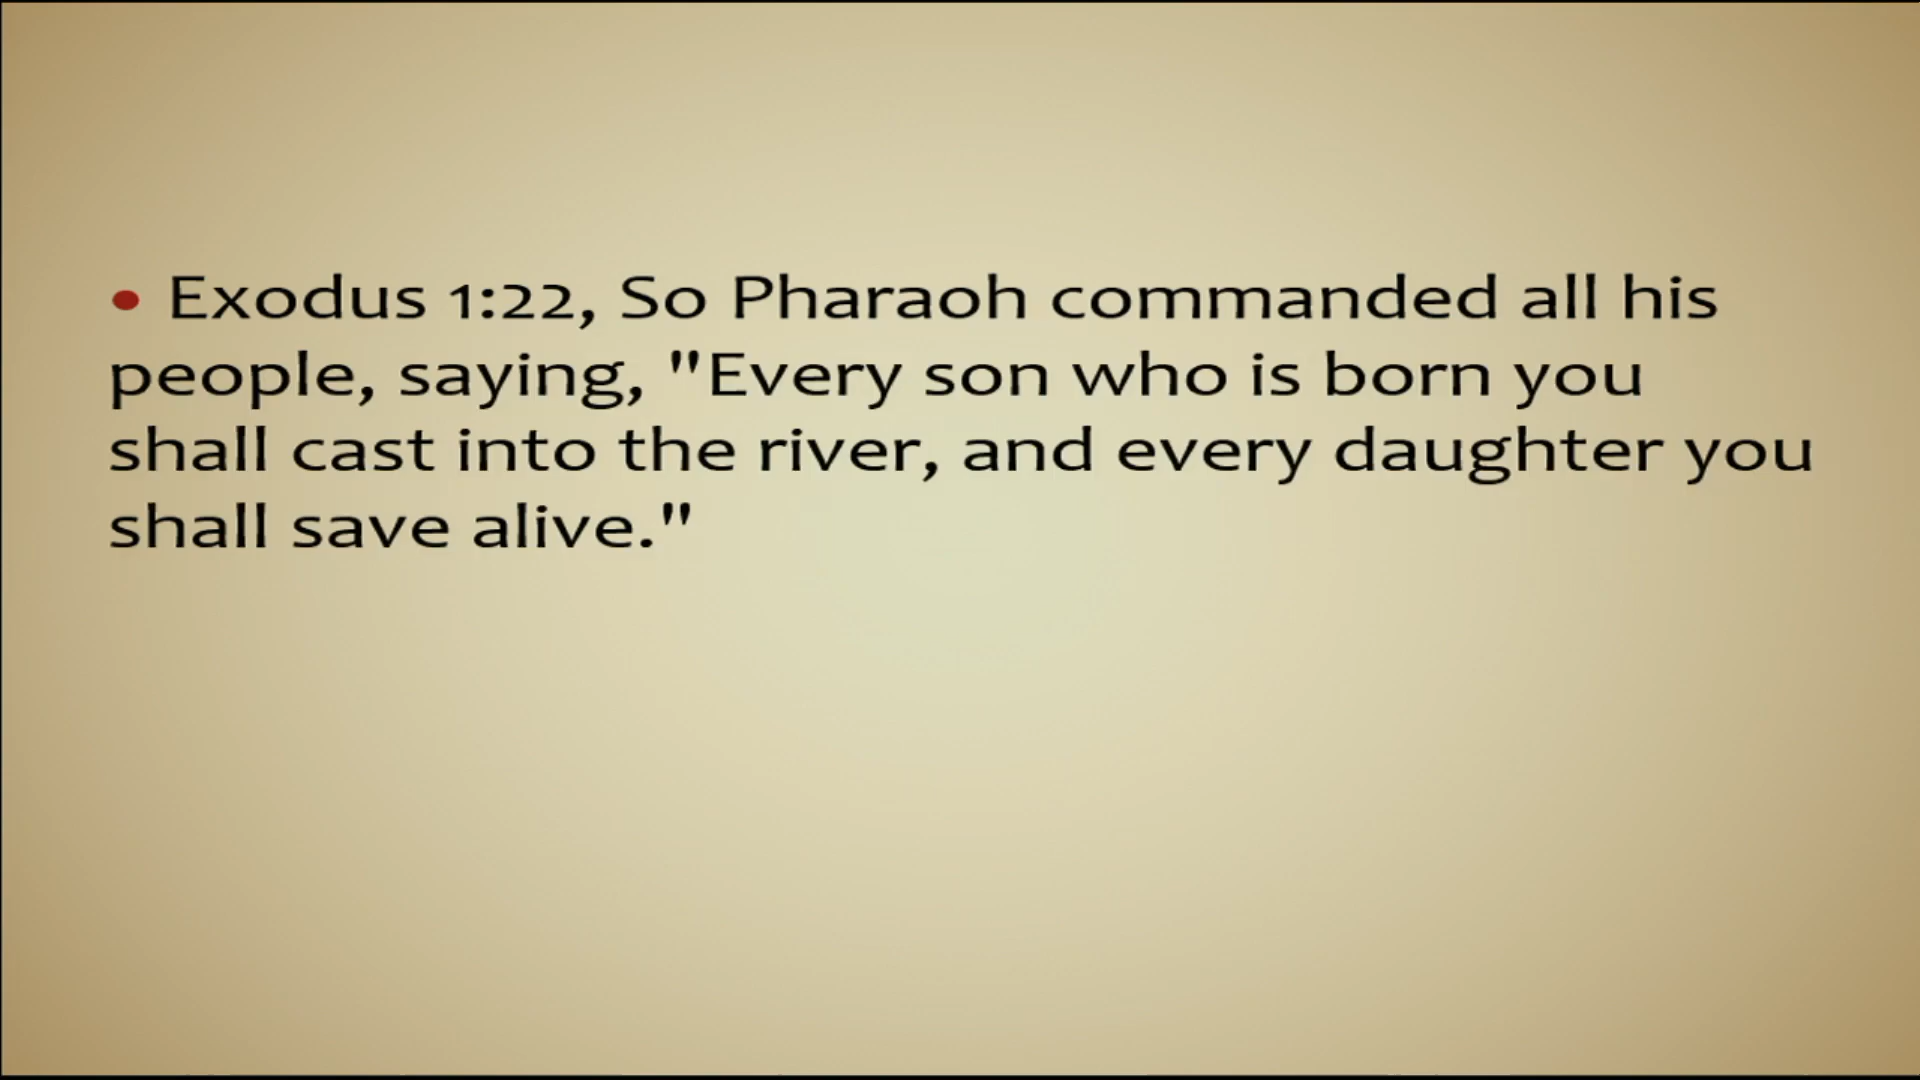 • Exodus 1:22, So Pharaoh commanded all his
people, saying, "Every son who is born you
shall cast into the river, and every daughter you
shall save alive."